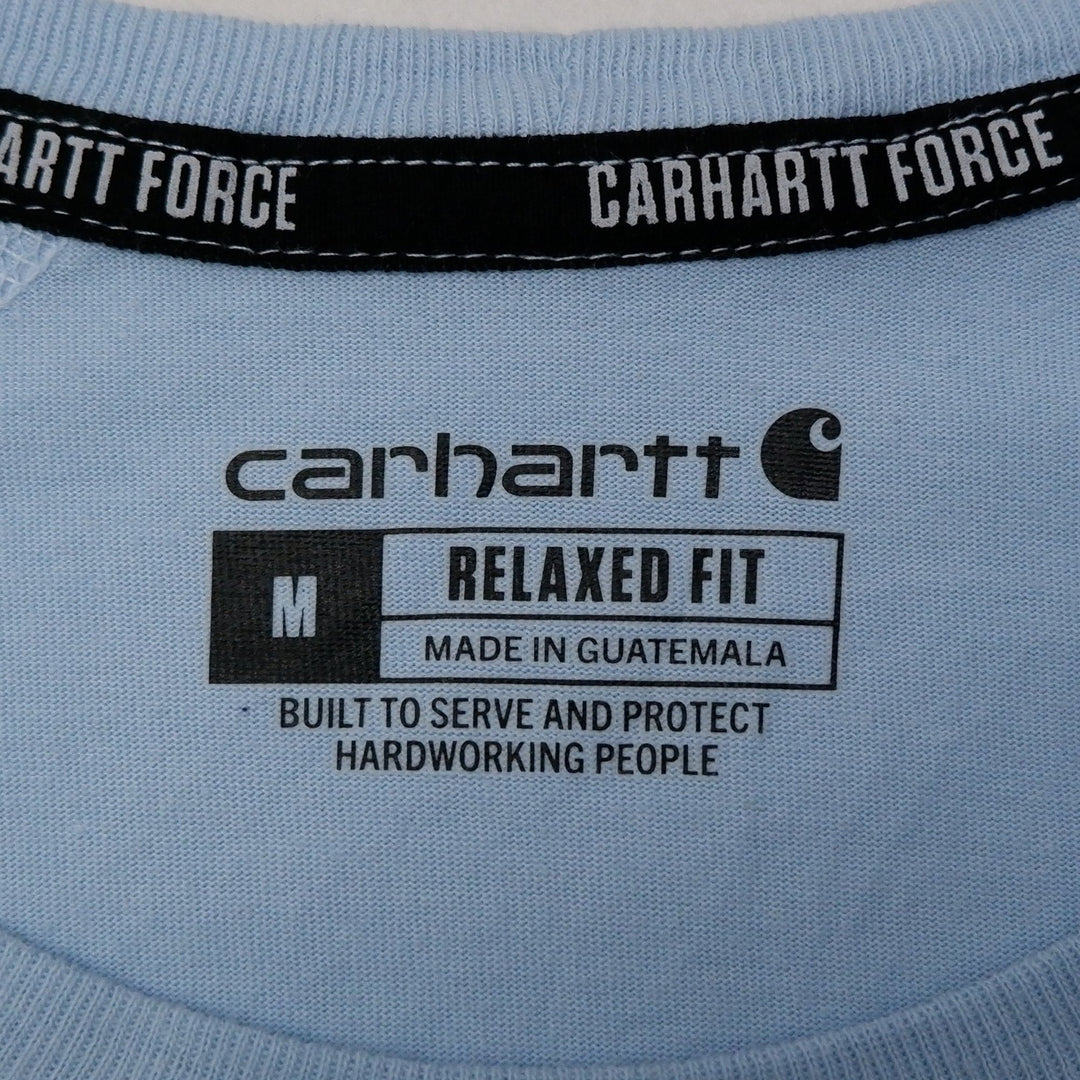 ARTT FORCE CARHARTT FORCE
carhartt
M RELAXED FIT
MADE IN GUATEMALA
BUILT TO SERVE AND PROTECT
HARDWORKING PEOPLE